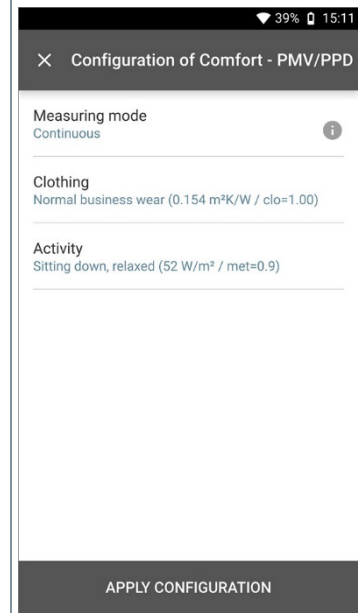 39% 15:11
Configuration of Comfort - PMV/PPD
Measuring mode
Continuous
Clothing
Normal business wear (0.154 m²K/W / clo=1.00)
Activity
Sitting down, relaxed (52 W/m² / met=0.9)
APPLY CONFIGURATION